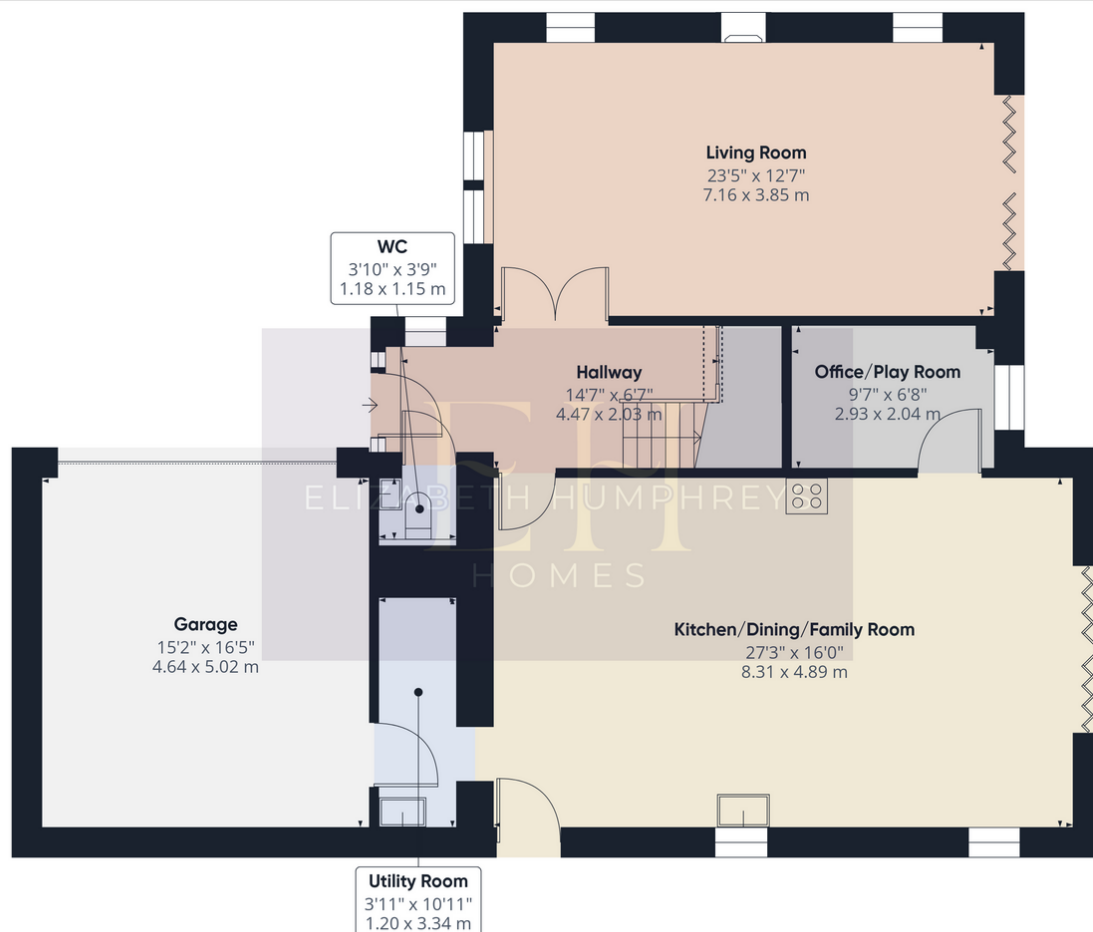 Living Room
23'5" x 12'7"
7.16 x 3.85 m
WC
3'10" x 3'9"
1.18 x 1.15 m
Hallway
14'7" x 6'7"
4.47 x 2.03 m
Office/Play Room
9'7" x 6'8"
2.93 x 2.04 m
EH
ELIZABETH HUMPHREYS
HOMES
Garage
15'2" x 16'5"
4.64 x 5.02 m
Kitchen/Dining/Family Room
27'3" x 16'0"
8.31 x 4.89 m
Utility Room
3'11" x 10'11"
1.20 x 3.34 m